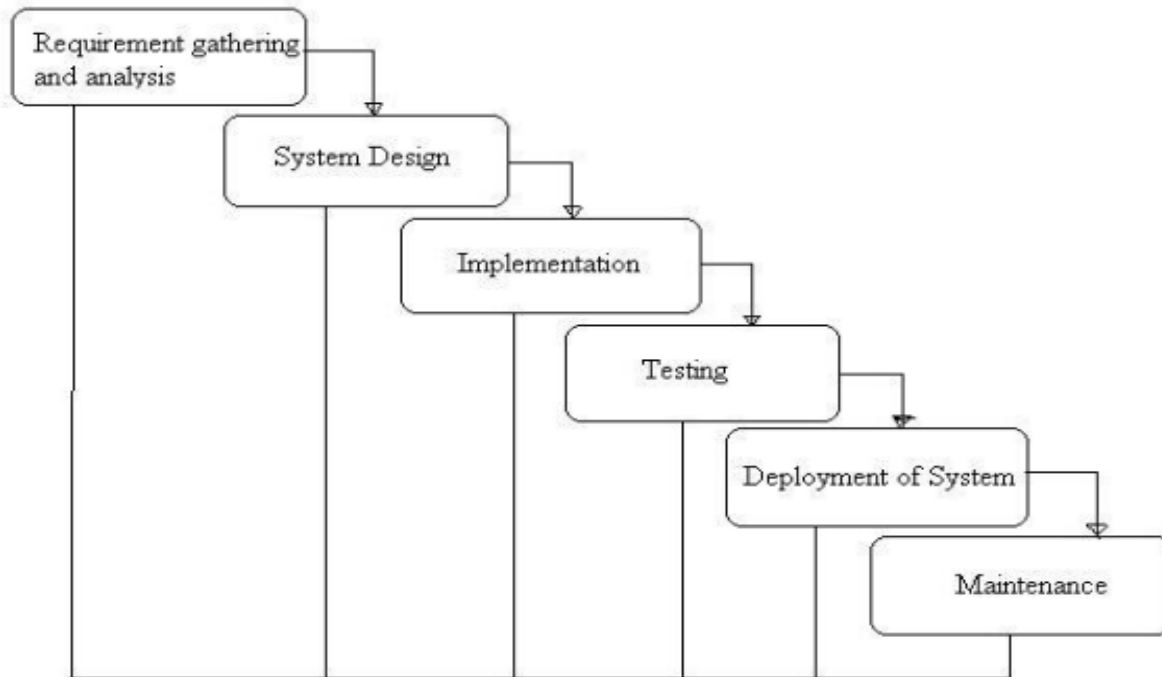 Requirement gathering
and analysis
System Design
Implementation
Testing
Deployment of System
Maintenance